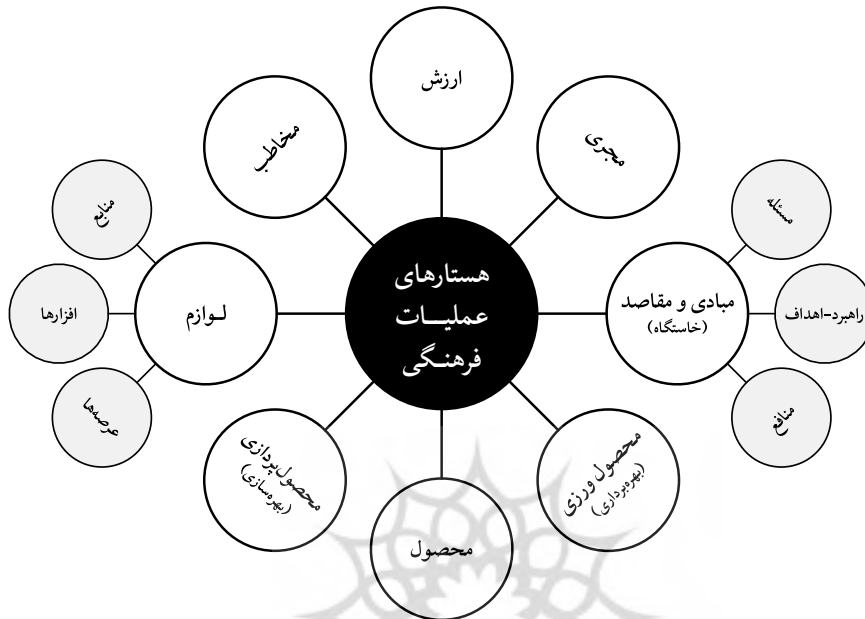 ارزش
مجری
مخاطب
مسئله
منابع
هستارهای
عملیـــات
فرهنـگی
مبادی و مقاصد
(خاستگاه)
راهبرد-اهداف
لـوازم
افزارها
منافع
عرصه‌ها
محصول ورزی
(بهره‌برداری)
محصول‌پردازی
(بهره‌سازی)
محصول